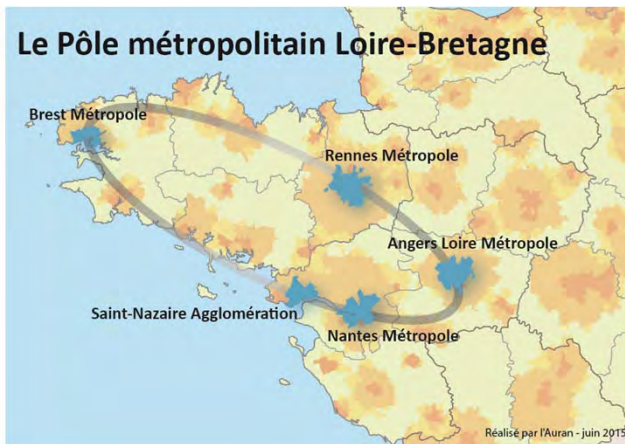 Le Pôle métropolitain Loire-Bretagne
Brest Métropole
Rennes Métropole
Angers Loire Métropole
Saint-Nazaire Agglomération
Nantes Métropole
Réalisé par l'Auran - juin 2015